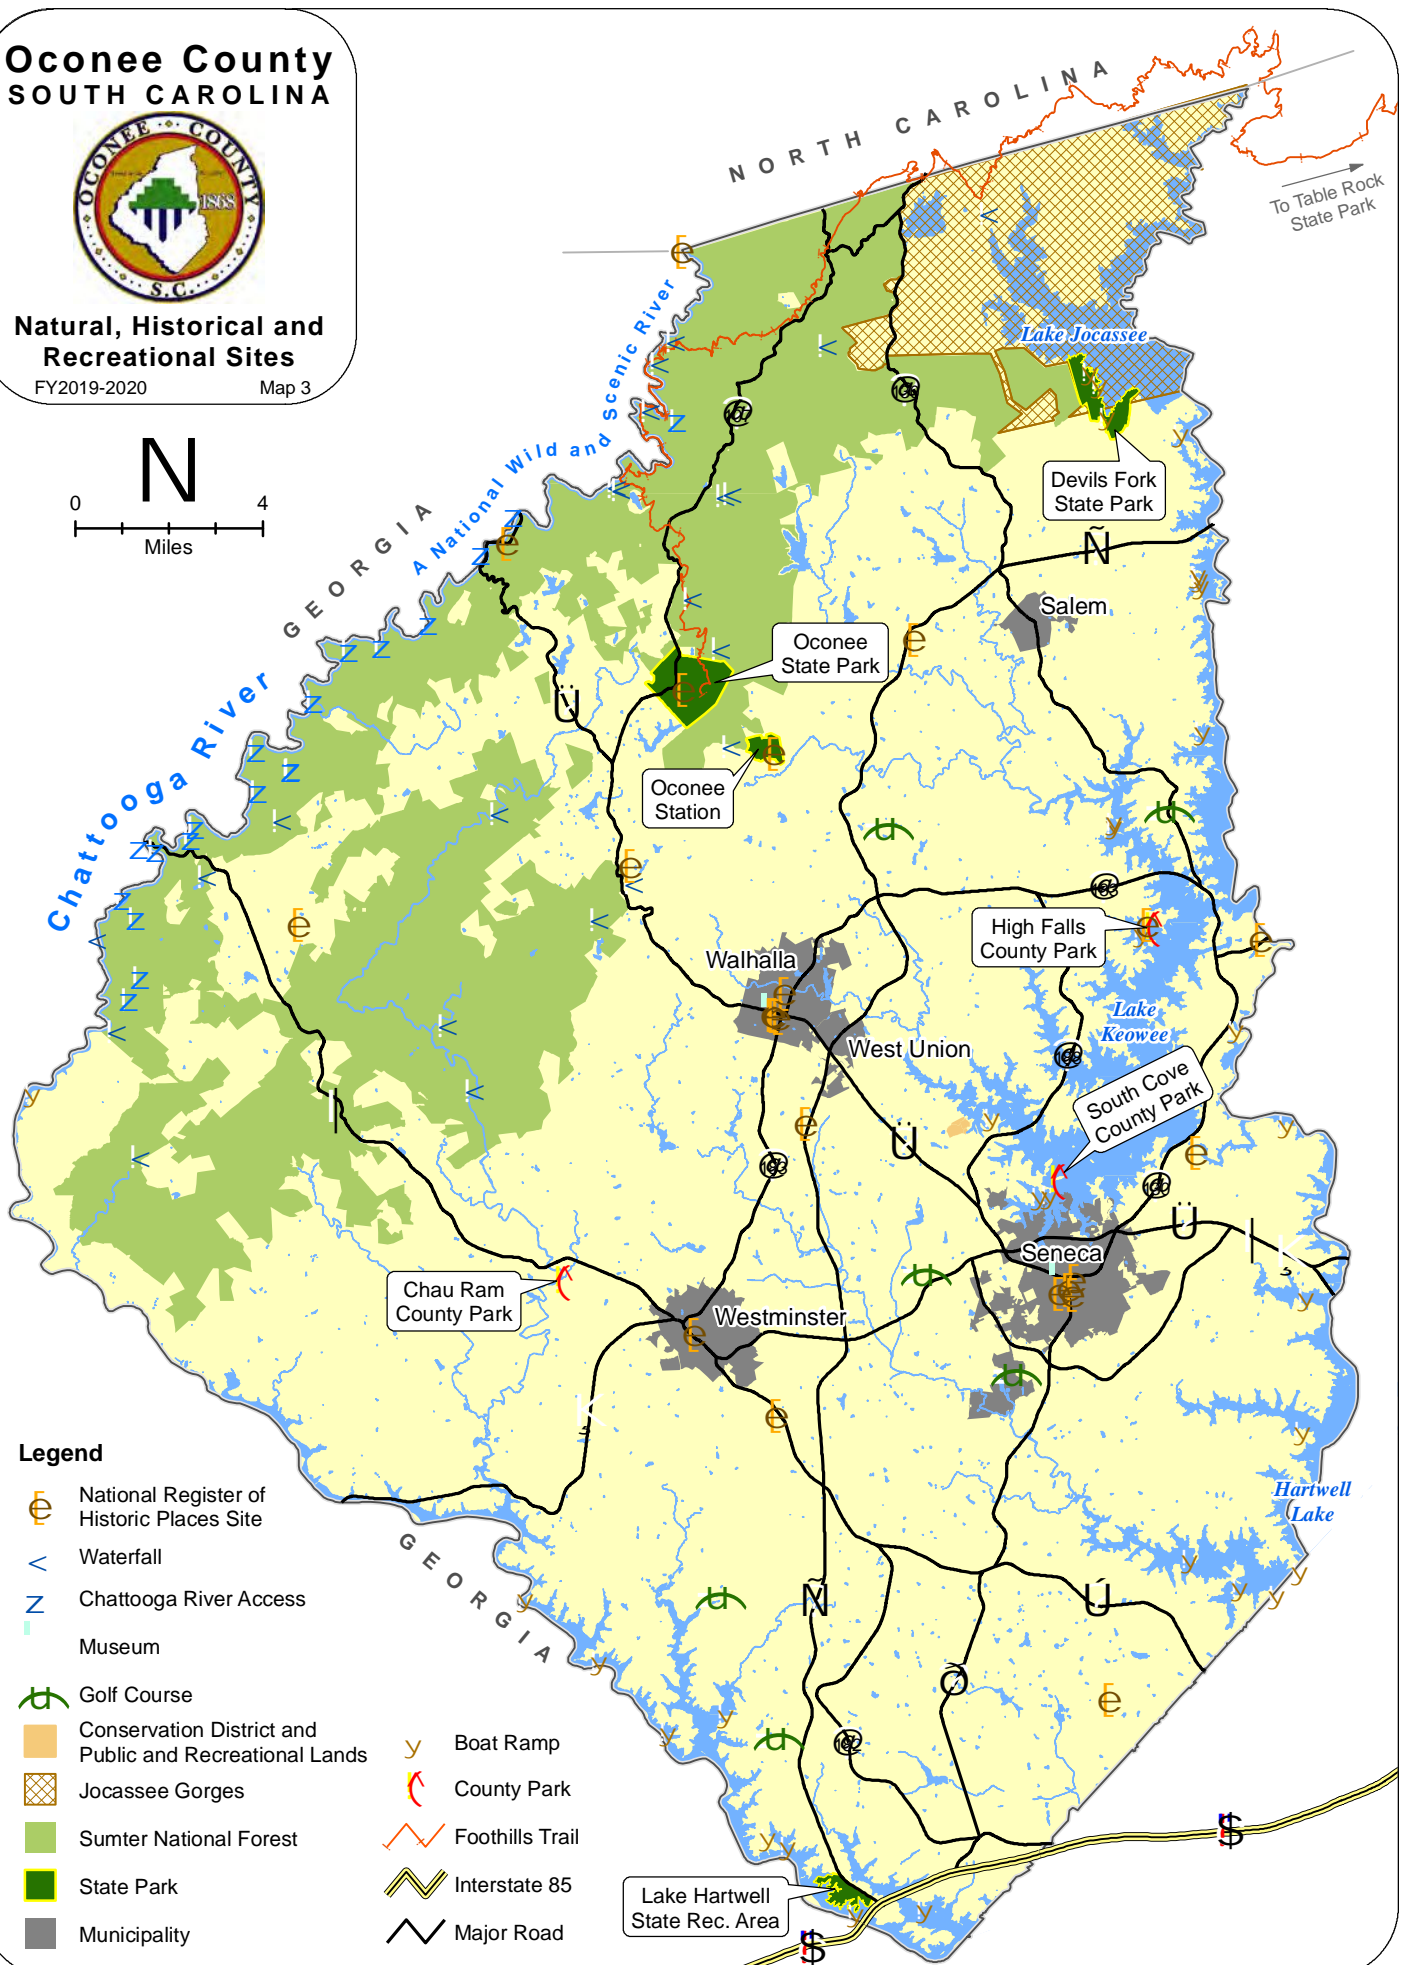 Oconee County
SOUTH CAROLINA
OCONEE COUNTY
1868
S.C.
Natural, Historical and
Recreational Sites
FY2019-2020 Map 3
N
0 4
Miles
NORTH CAROLINA
To Table Rock
State Park
Lake Jocassee
A National Wild and Scenic River
Devils Fork
State Park
GEORGIA
Chattooga River
Salem
Oconee
State Park
Oconee
Station
High Falls
County Park
Walhalla
West Union
Lake
Keowee
South Cove
County Park
Seneca
Chau Ram
County Park
Westminster
Hartwell
Lake
GEORGIA
Lake Hartwell
State Rec. Area
107
183
183
Legend
National Register of
Historic Places Site
Waterfall
Chattooga River Access
Museum
Golf Course
Conservation District and
Public and Recreational Lands
Jocassee Gorges
Sumter National Forest
State Park
Municipality
Boat Ramp
County Park
Foothills Trail
Interstate 85
Major Road